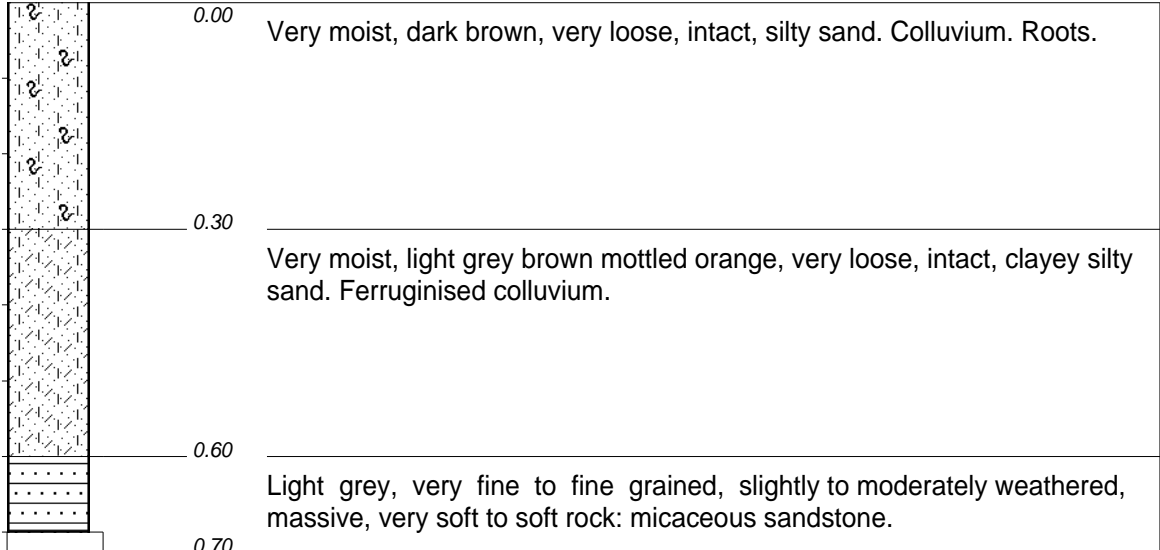 0.00
Very moist, dark brown, very loose, intact, silty sand. Colluvium. Roots.
0.30
Very moist, light grey brown mottled orange, very loose, intact, clayey silty
sand. Ferruginised colluvium.
0.60
Light grey, very fine to fine grained, slightly to moderately weathered,
massive, very soft to soft rock: micaceous sandstone.
0.70